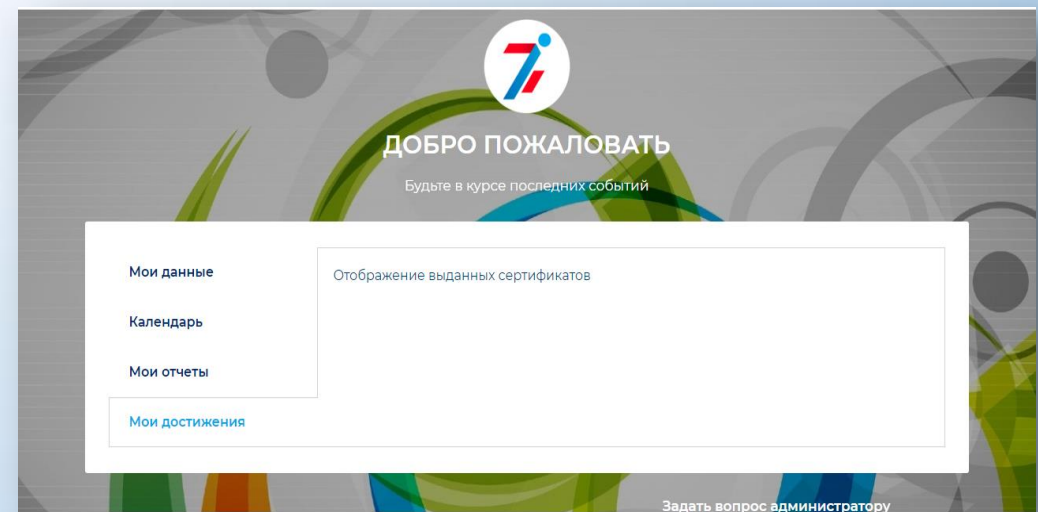 ДОБРО ПОЖАЛОВАТЬ
Будьте в курсе последних событий
Мои данные
Отображение выданных сертификатов
Календарь
Мои отчеты
Мои достижения
Задать вопрос администратору